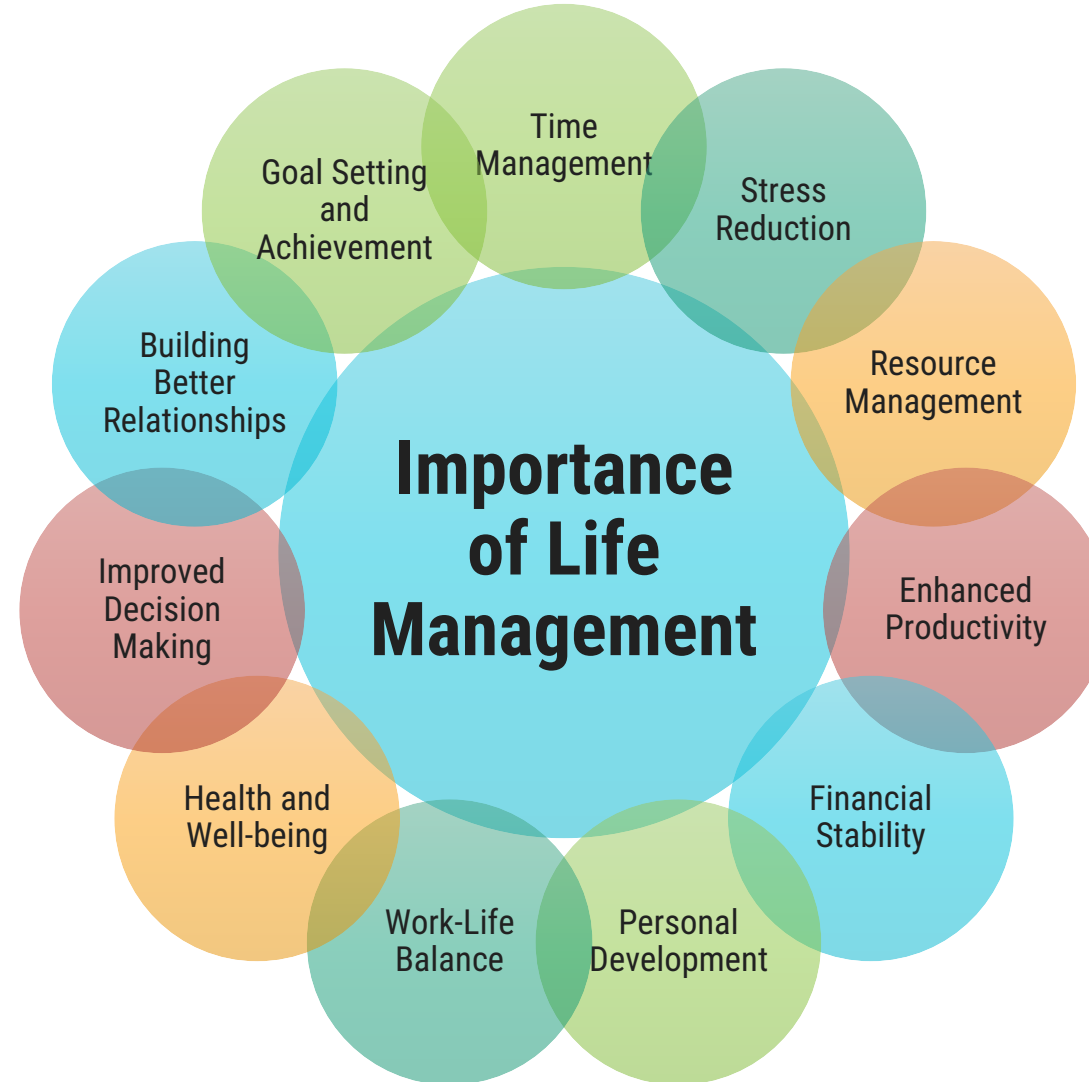 Time
Management
Stress
Reduction
Resource
Management
Enhanced
Productivity
Financial
Stability
Personal
Development
Work-Life
Balance
Health and
Well-being
Improved
Decision
Making
Building
Better
Relationships
Goal Setting
and
Achievement
Importance
of Life
Management